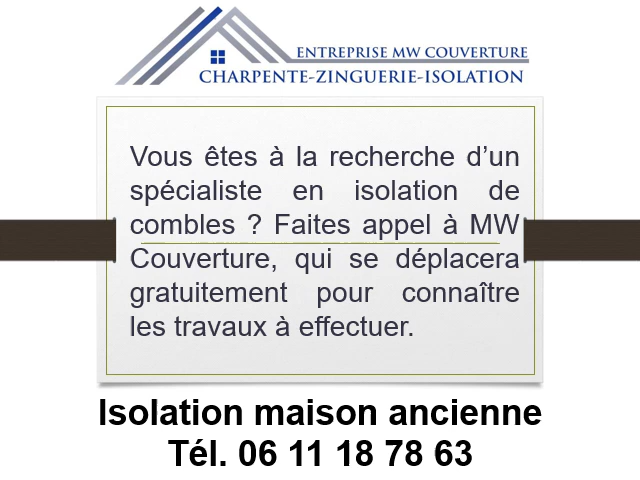 ENTREPRISE MW COUVERTURE
CHARPENTE-ZINGUERIE-ISOLATION
Vous êtes à la recherche d’un
spécialiste en isolation de
combles ? Faites appel à MW
Couverture, qui se déplacera
gratuitement pour connaître
les travaux à effectuer.
Isolation maison ancienne
Tél. 06 11 18 78 63